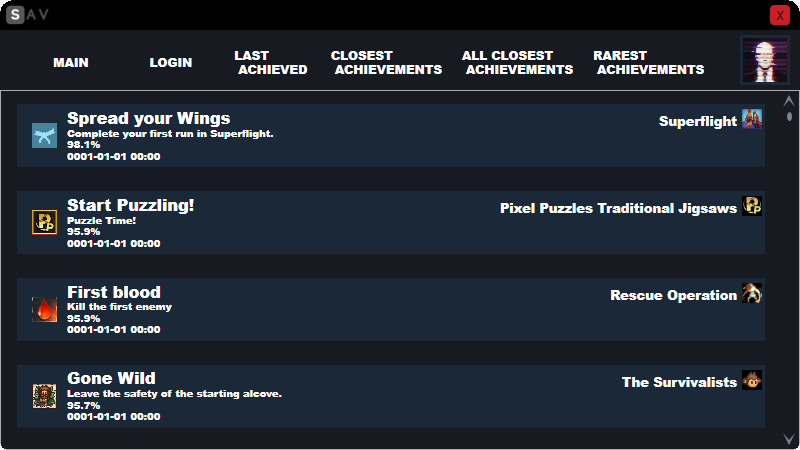 SAV
X
MAIN
LOGIN
LAST
ACHIEVED
CLOSEST
ACHIEVEMENTS
ALL CLOSEST
ACHIEVEMENTS
RAREST
ACHIEVEMENTS
Spread your Wings
Complete your first run in Superflight.
98.1%
0001-01-01 00:00
Superflight
Start Puzzling!
Puzzle Time!
95.9%
0001-01-01 00:00
Pixel Puzzles Traditional Jigsaws
First blood
Kill the first enemy
95.9%
0001-01-01 00:00
Rescue Operation
Gone Wild
Leave the safety of the starting alcove.
95.7%
0001-01-01 00:00
The Survivalists